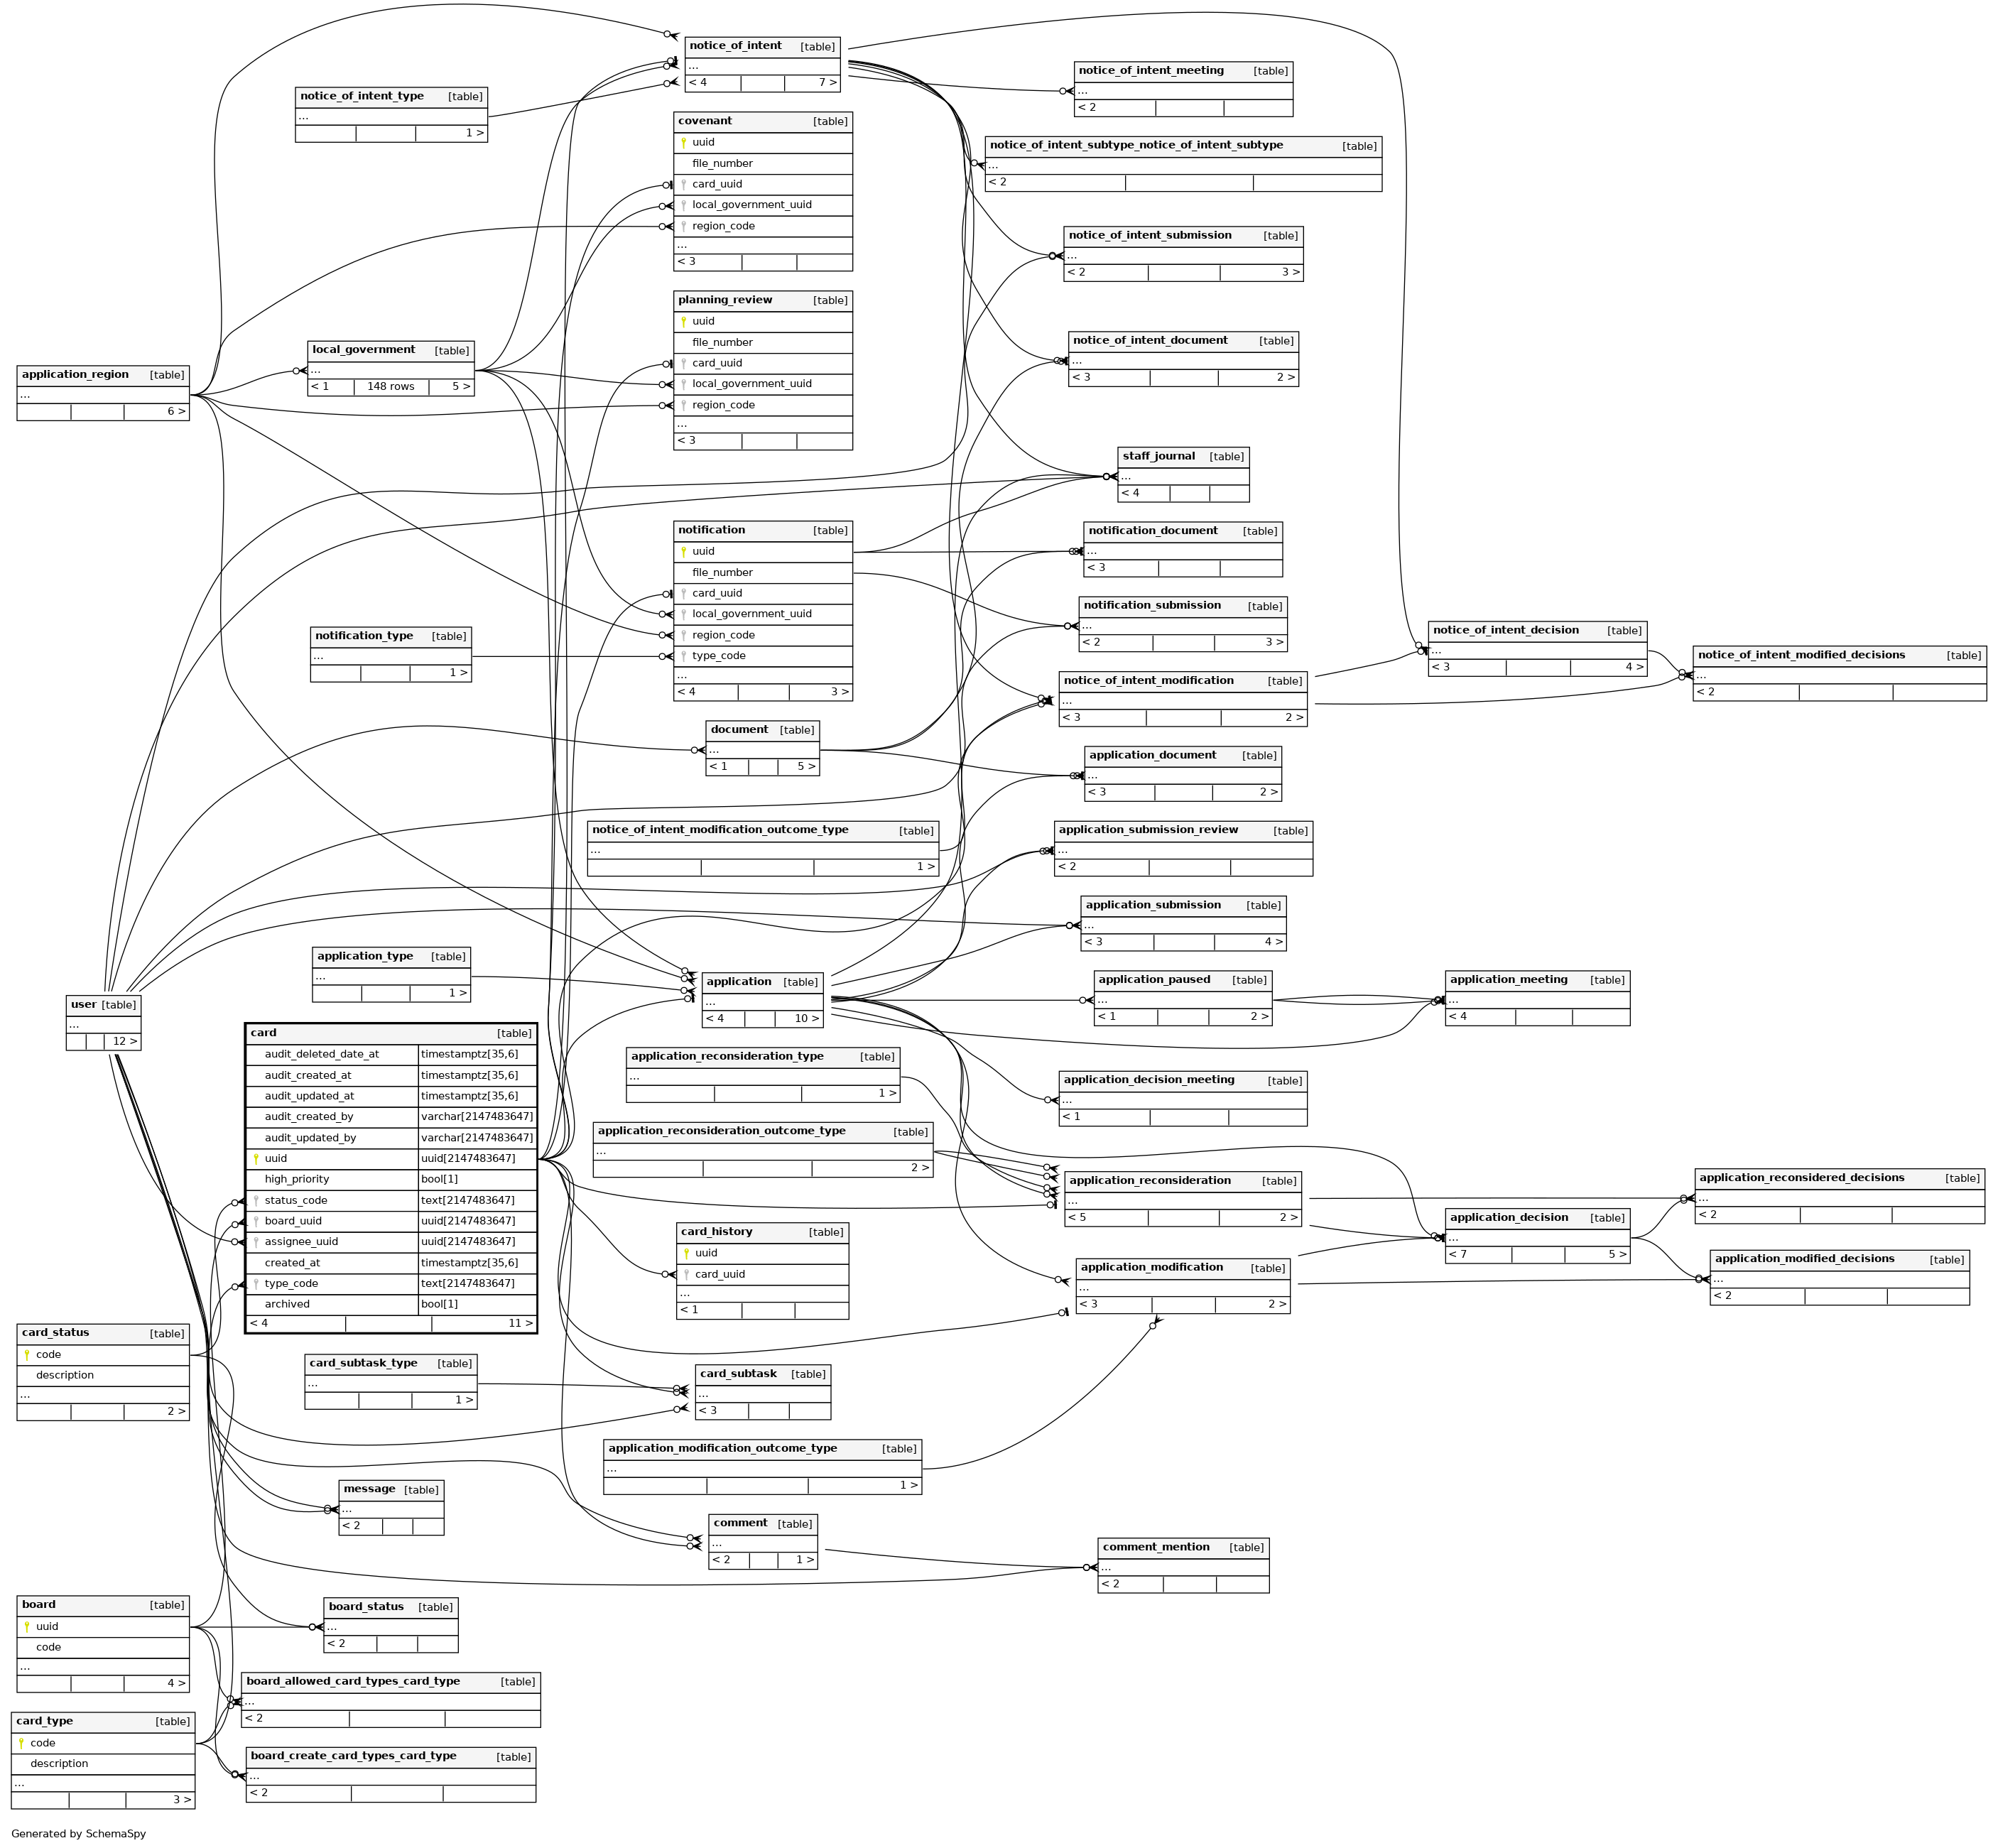 notice_of_intent [table]
...
< 4 7 >
notice_of_intent_type [table]
...
1 >
covenant [table]
uuid
file_number
card_uuid
local_government_uuid
region_code
...
< 3
planning_review [table]
uuid
file_number
card_uuid
local_government_uuid
region_code
...
< 3
application_region [table]
...
6 >
local_government [table]
...
< 1 148 rows 5 >
notification [table]
uuid
file_number
card_uuid
local_government_uuid
region_code
type_code
...
< 4 3 >
notification_type [table]
...
1 >
document [table]
...
< 1 5 >
notice_of_intent_modification_outcome_type [table]
...
1 >
application_type [table]
...
1 >
application [table]
...
< 4 10 >
user [table]
...
12 >
card [table]
audit_deleted_date_at timestamptz[35,6]
audit_created_at timestamptz[35,6]
audit_updated_at timestamptz[35,6]
audit_created_by varchar[2147483647]
audit_updated_by varchar[2147483647]
uuid uuid[2147483647]
high_priority bool[1]
status_code text[2147483647]
board_uuid uuid[2147483647]
assignee_uuid uuid[2147483647]
created_at timestamptz[35,6]
type_code text[2147483647]
archived bool[1]
< 4 11 >
application_reconsideration_type [table]
...
1 >
application_reconsideration_outcome_type [table]
...
2 >
card_history [table]
uuid
card_uuid
...
< 1
card_status [table]
code
description
...
2 >
card_subtask_type [table]
...
1 >
card_subtask [table]
...
< 3
application_modification_outcome_type [table]
...
1 >
message [table]
...
< 2
comment [table]
...
< 2 1 >
comment_mention [table]
...
< 2
board [table]
uuid
code
...
4 >
board_status [table]
...
< 2
board_allowed_card_types_card_type [table]
...
< 2
card_type [table]
code
description
...
3 >
board_create_card_types_card_type [table]
...
< 2
notice_of_intent_meeting [table]
...
< 2
notice_of_intent_subtype_notice_of_intent_subtype [table]
...
< 2
notice_of_intent_submission [table]
...
< 2 3 >
notice_of_intent_document [table]
...
< 3 2 >
staff_journal [table]
...
< 4
notification_document [table]
...
< 3
notification_submission [table]
...
< 2 3 >
notice_of_intent_modification [table]
...
< 3 2 >
notice_of_intent_decision [table]
...
< 3 4 >
notice_of_intent_modified_decisions [table]
...
< 2
application_document [table]
...
< 3 2 >
application_submission_review [table]
...
< 2
application_submission [table]
...
< 3 4 >
application_paused [table]
...
< 1 2 >
application_meeting [table]
...
< 4
application_decision_meeting [table]
...
< 1
application_reconsideration [table]
...
< 5 2 >
application_modification [table]
...
< 3 2 >
application_decision [table]
...
< 7 5 >
application_reconsidered_decisions [table]
...
< 2
application_modified_decisions [table]
...
< 2
Generated by SchemaSpy